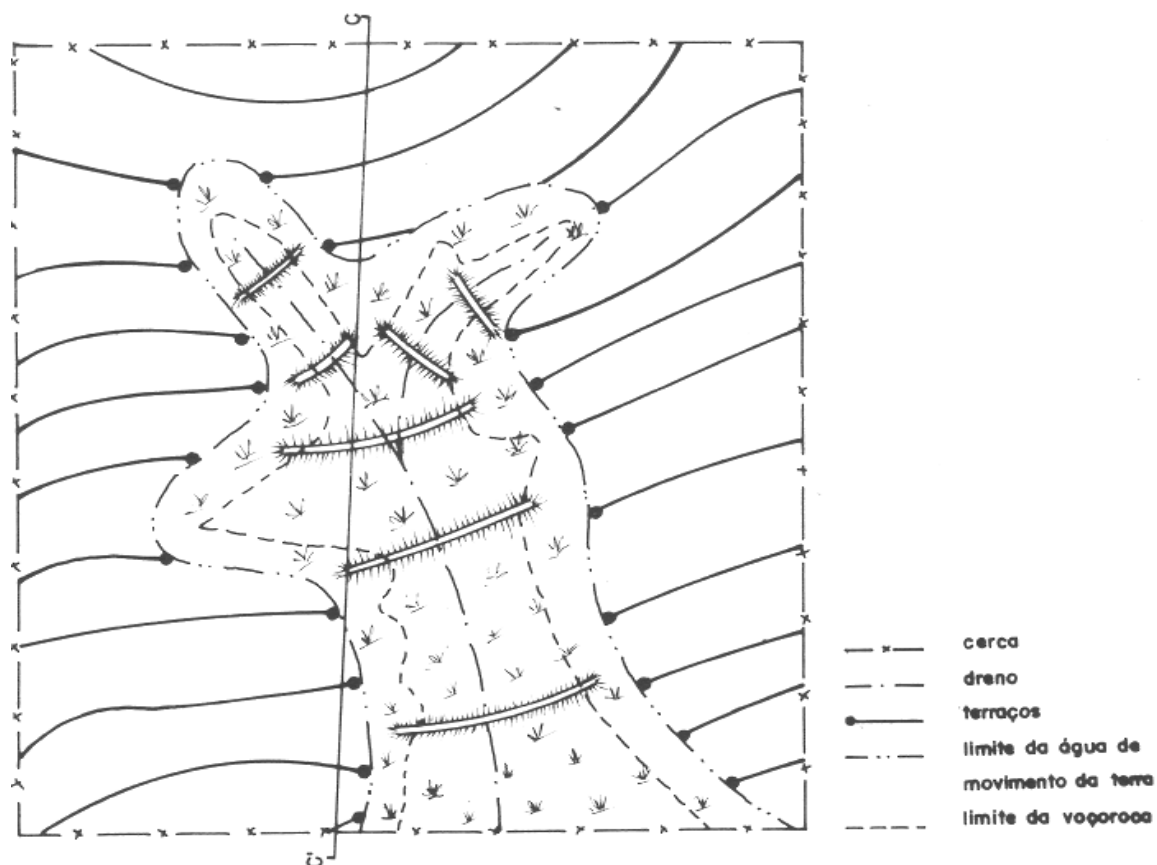 cerca
dreno
terraços
limite da água de
movimento da terra
limite da voçoroca